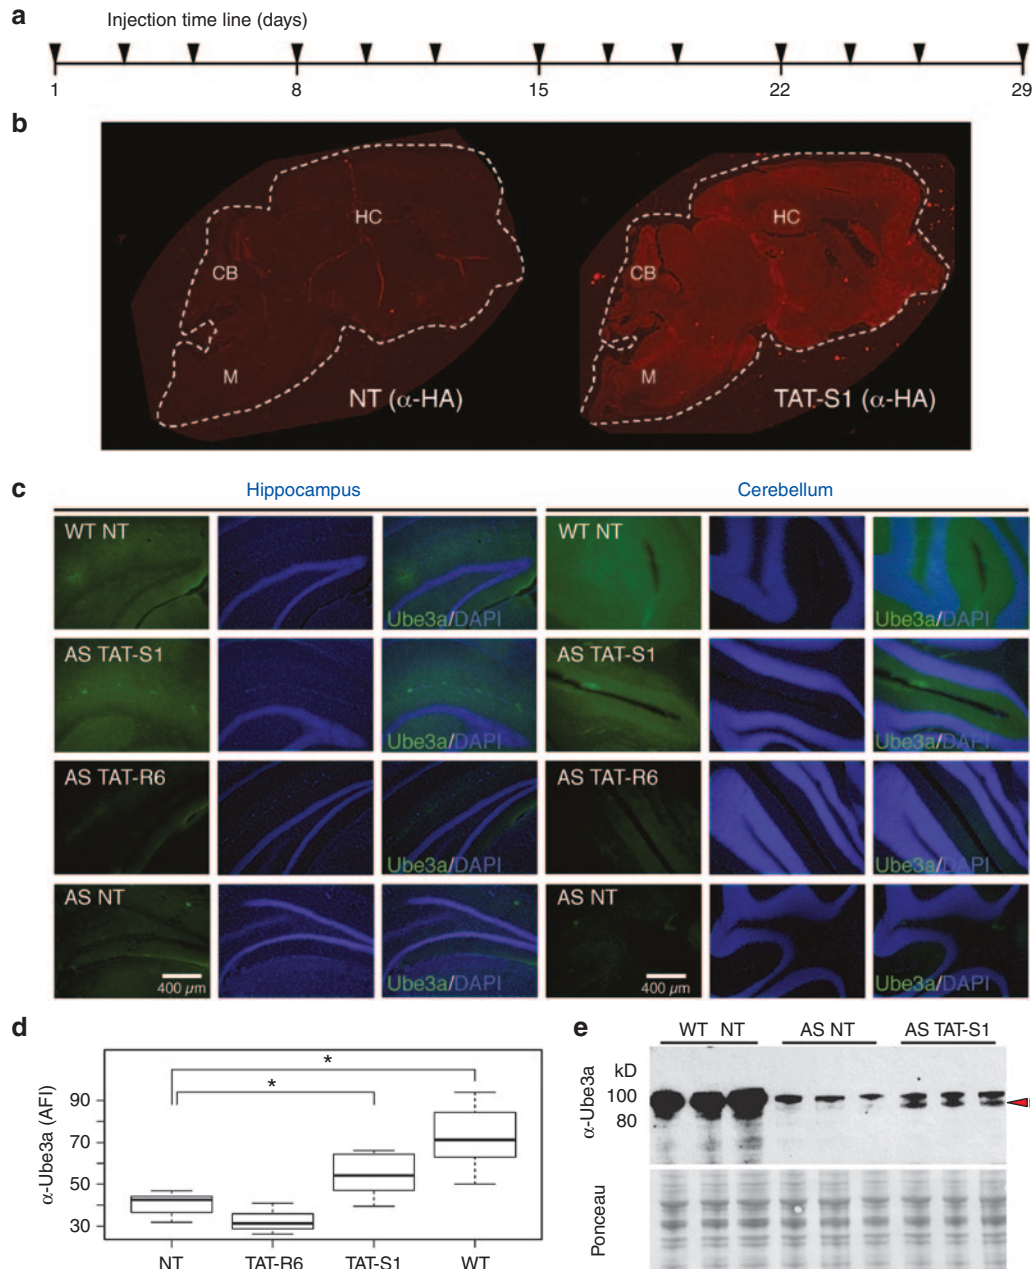 a
Injection time line (days)
1 8 15 22 29
b
HC
CB
M
NT (α-HA)
HC
CB
M
TAT-S1 (α-HA)
c
Hippocampus Cerebellum
WT NT
Ube3a/DAPI
WT NT
Ube3a/DAPI
AS TAT-S1
Ube3a/DAPI
AS TAT-S1
Ube3a/DAPI
AS TAT-R6
Ube3a/DAPI
AS TAT-R6
Ube3a/DAPI
AS NT
400 µm
Ube3a/DAPI
AS NT
400 µm
Ube3a/DAPI
d
α-Ube3a (AFI)
90
70
50
30
* *
NT TAT-R6 TAT-S1 WT
e
WT NT AS NT AS TAT-S1
α-Ube3a
kD
100
80
Ponceau